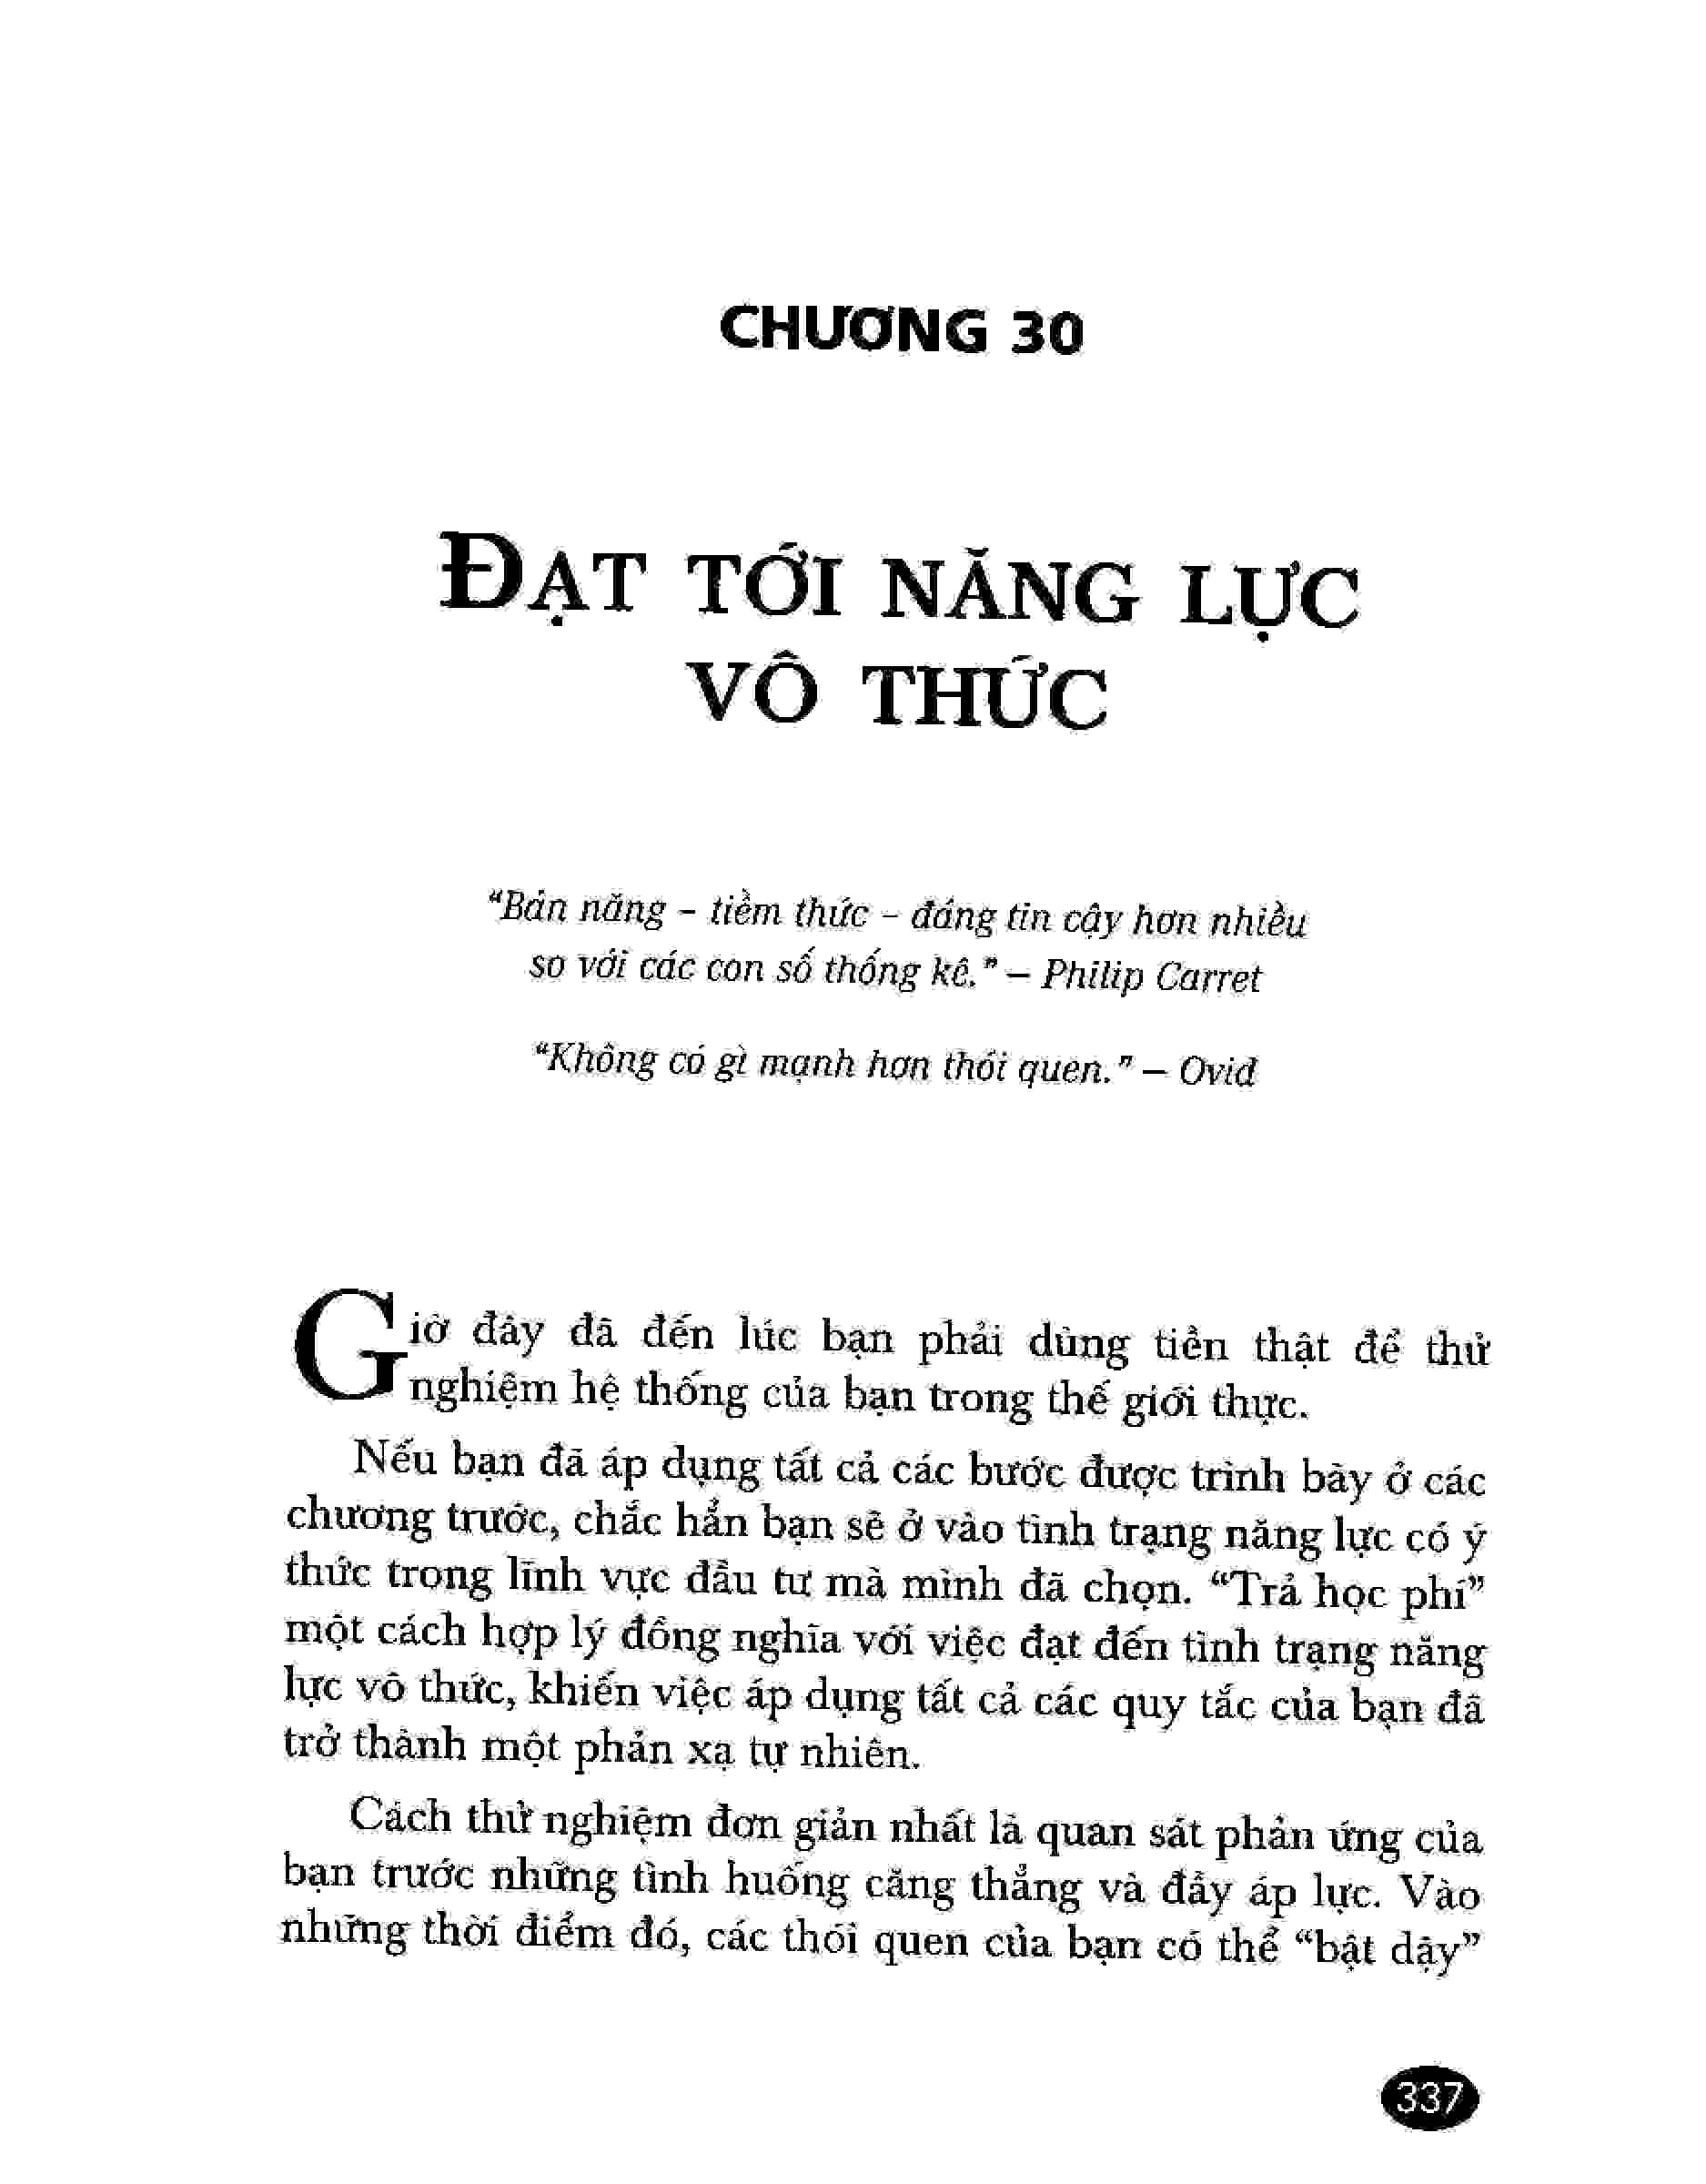 CHƯƠNG 30
ĐẠT TỚI NĂNG LỰC
VÔ THỨC
“Bản năng – tiềm thức – đáng tin cậy hơn nhiều
so với các con số thống kê.” – Philip Carret
“Không có gì mạnh hơn thói quen.” – Ovid
Giờ đây đã đến lúc bạn phải dùng tiền thật để thử
nghiệm hệ thống của bạn trong thế giới thực.
Nếu bạn đã áp dụng tất cả các bước được trình bày ở các
chương trước, chắc hẳn bạn sẽ ở vào tình trạng năng lực có ý
thức trong lĩnh vực đầu tư mà mình đã chọn. “Trả học phí”
một cách hợp lý đồng nghĩa với việc đạt đến tình trạng năng
lực vô thức, khiến việc áp dụng tất cả các quy tắc của bạn đã
trở thành một phản xạ tự nhiên.
Cách thử nghiệm đơn giản nhất là quan sát phản ứng của
bạn trước những tình huống căng thẳng và đầy áp lực. Vào
những thời điểm đó, các thói quen của bạn có thể “bật dậy”
337